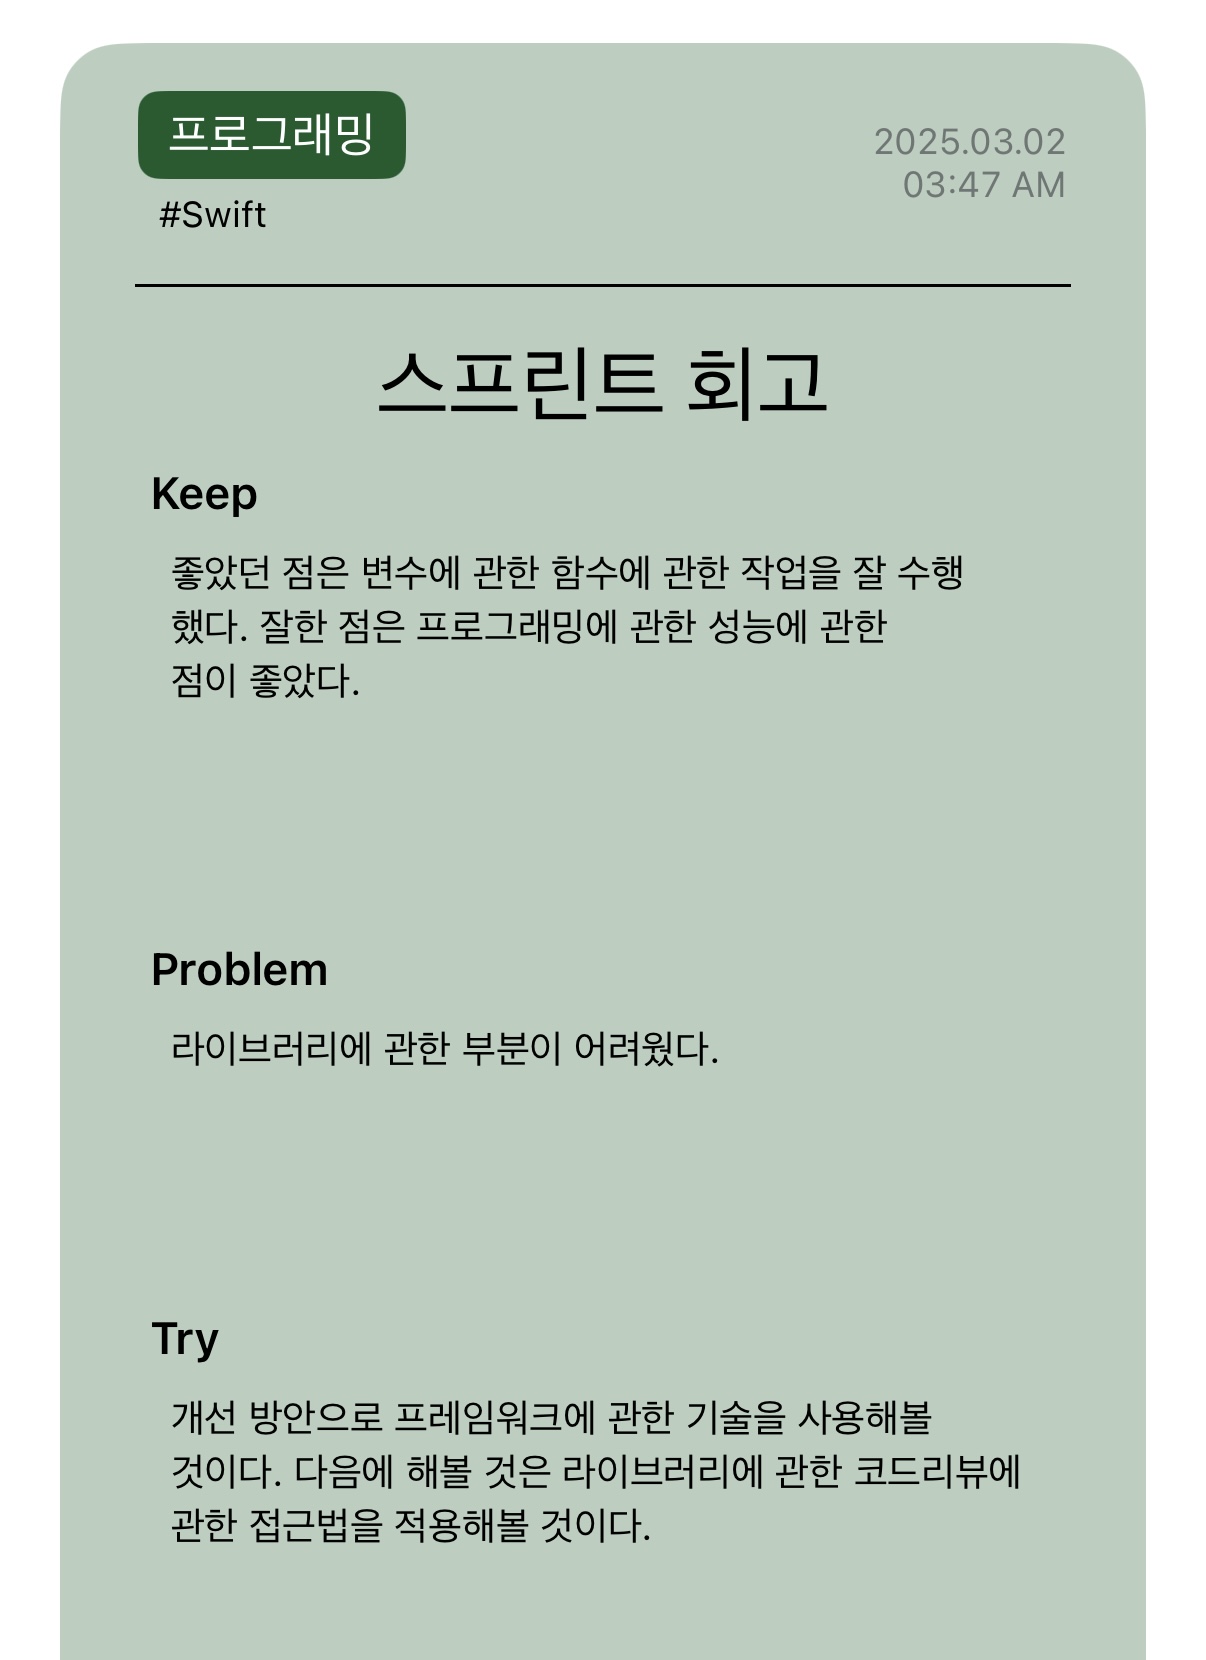 프로그래밍
2025.03.02
03:47 AM
#Swift
스프린트 회고
Keep
좋았던 점은 변수에 관한 함수에 관한 작업을 잘 수행
했다. 잘한 점은 프로그래밍에 관한 성능에 관한
점이 좋았다.
Problem
라이브러리에 관한 부분이 어려웠다.
Try
개선 방안으로 프레임워크에 관한 기술을 사용해볼
것이다. 다음에 해볼 것은 라이브러리에 관한 코드리뷰에
관한 접근법을 적용해볼 것이다.